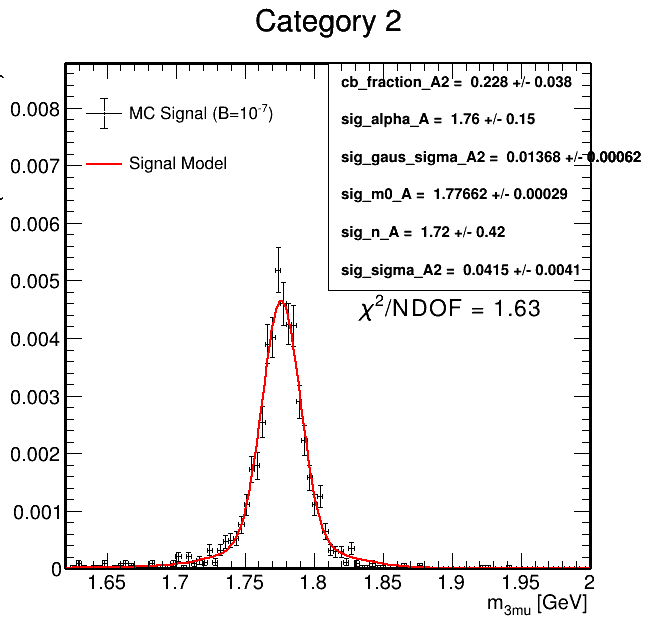 Category 2
MC Signal (B=10⁻⁷)
Signal Model
cb_fraction_A2 = 0.228 +/- 0.038
sig_alpha_A = 1.76 +/- 0.15
sig_gaus_sigma_A2 = 0.01368 +/- 0.00062
sig_m0_A = 1.77662 +/- 0.00029
sig_n_A = 1.72 +/- 0.42
sig_sigma_A2 = 0.0415 +/- 0.0041
χ²/NDOF = 1.63
0.008
0.007
0.006
0.005
0.004
0.003
0.002
0.001
0
1.65 1.7 1.75 1.8 1.85 1.9 1.95 2
m₃ₘᵤ [GeV]